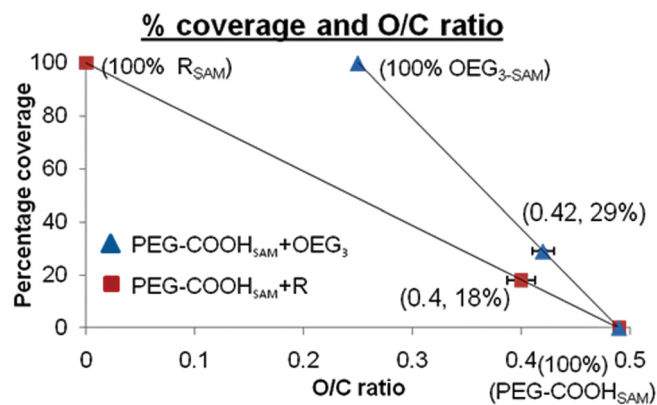 % coverage and O/C ratio
Percentage coverage
100
80
60
40
20
0
(100% RSAM)
(100% OEG3-SAM)
(0.42, 29%)
(0.4, 18%)
PEG-COOHSAM+OEG3
PEG-COOHSAM+R
0 0.1 0.2 0.3 0.4 0.5
(100%)
(PEG-COOHSAM)
O/C ratio